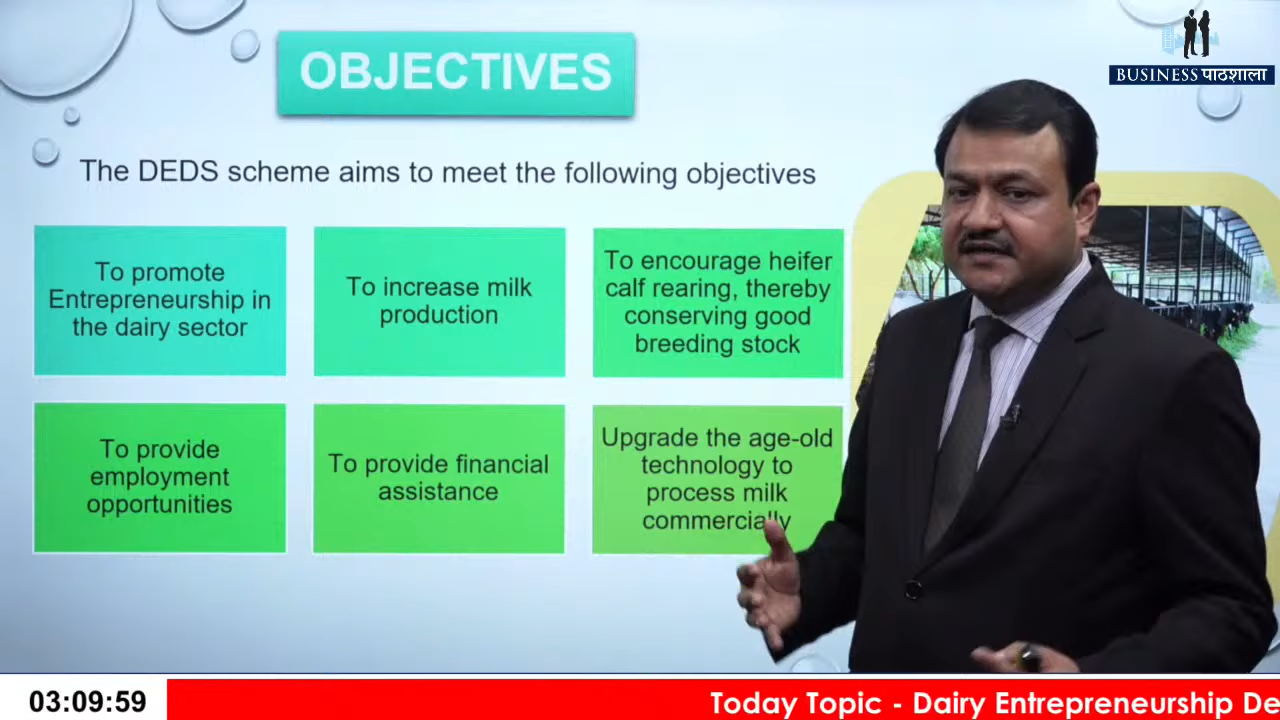 BUSINESS पाठशाला
OBJECTIVES
The DEDS scheme aims to meet the following objectives
To promote
Entrepreneurship in
the dairy sector
To increase milk
production
To encourage heifer
calf rearing, thereby
conserving good
breeding stock
To provide
employment
opportunities
To provide financial
assistance
Upgrade the age-old
technology to
process milk
commercially
03:09:59
Today Topic - Dairy Entrepreneurship De